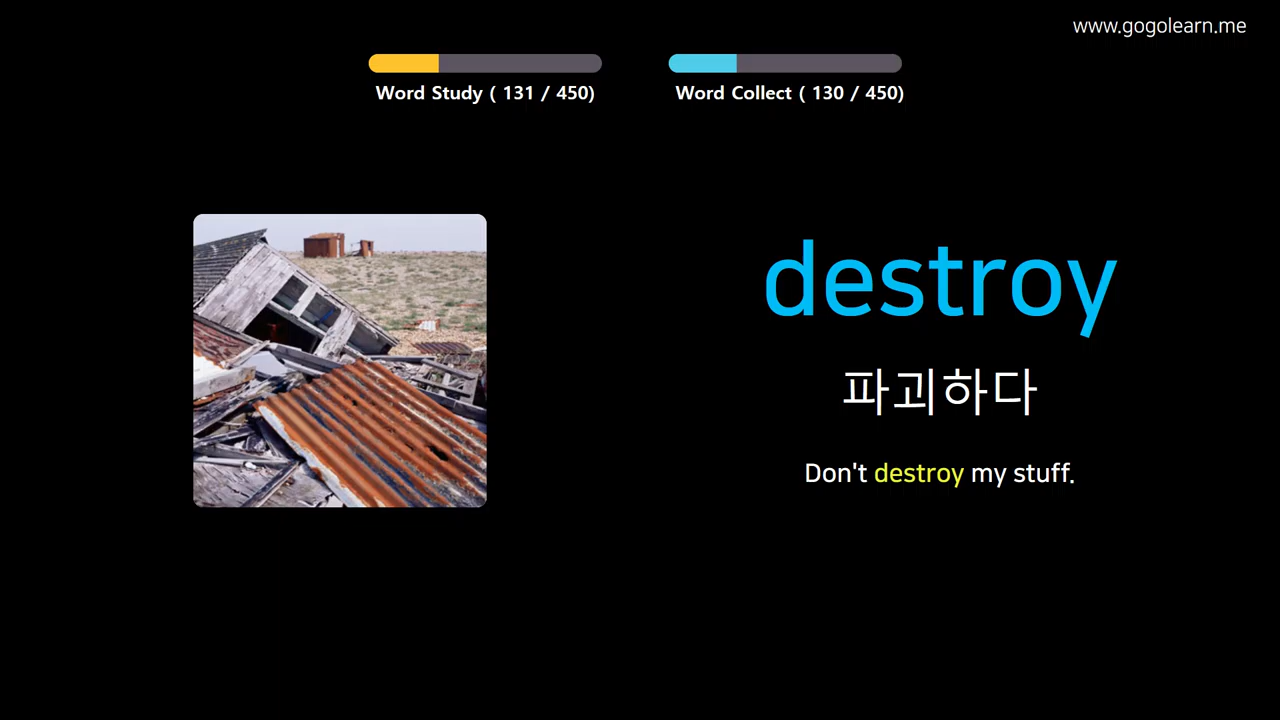 www.gogolearn.me
Word Study ( 131 / 450)
Word Collect ( 130 / 450)
destroy
파괴하다
Don't destroy my stuff.